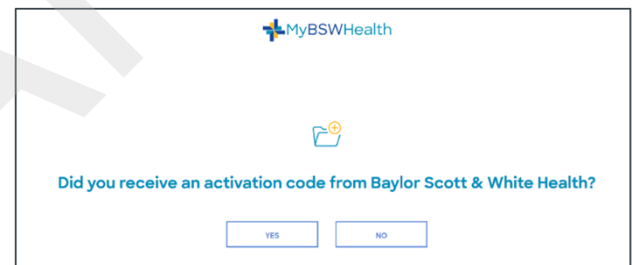 MyBSWHealth
Did you receive an activation code from Baylor Scott & White Health?
YES NO